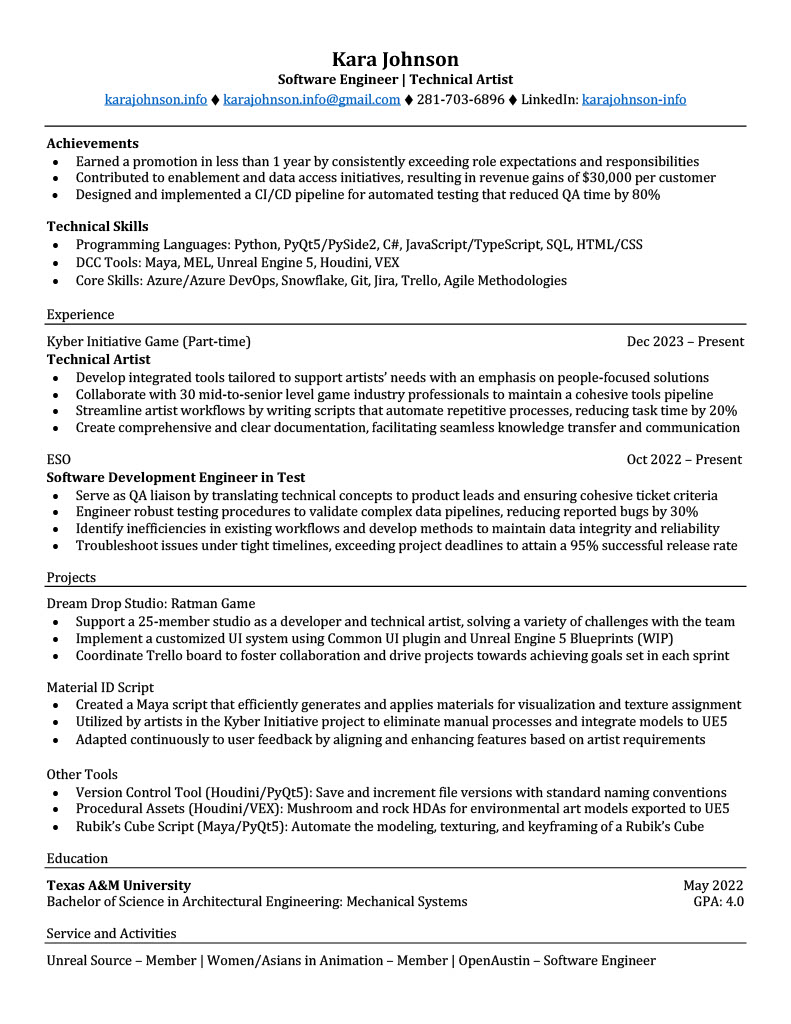 Kara Johnson
Software Engineer | Technical Artist
karajohnson.info ♦ karajohnson.info@gmail.com ♦ 281-703-6896 ♦ LinkedIn: karajohnson-info
Achievements
• Earned a promotion in less than 1 year by consistently exceeding role expectations and responsibilities
• Contributed to enablement and data access initiatives, resulting in revenue gains of $30,000 per customer
• Designed and implemented a CI/CD pipeline for automated testing that reduced QA time by 80%
Technical Skills
• Programming Languages: Python, PyQt5/PySide2, C#, JavaScript/TypeScript, SQL, HTML/CSS
• DCC Tools: Maya, MEL, Unreal Engine 5, Houdini, VEX
• Core Skills: Azure/Azure DevOps, Snowflake, Git, Jira, Trello, Agile Methodologies
Experience
Kyber Initiative Game (Part-time) Dec 2023 – Present
Technical Artist
• Develop integrated tools tailored to support artists’ needs with an emphasis on people-focused solutions
• Collaborate with 30 mid-to-senior level game industry professionals to maintain a cohesive tools pipeline
• Streamline artist workflows by writing scripts that automate repetitive processes, reducing task time by 20%
• Create comprehensive and clear documentation, facilitating seamless knowledge transfer and communication
ESO Oct 2022 – Present
Software Development Engineer in Test
• Serve as QA liaison by translating technical concepts to product leads and ensuring cohesive ticket criteria
• Engineer robust testing procedures to validate complex data pipelines, reducing reported bugs by 30%
• Identify inefficiencies in existing workflows and develop methods to maintain data integrity and reliability
• Troubleshoot issues under tight timelines, exceeding project deadlines to attain a 95% successful release rate
Projects
Dream Drop Studio: Ratman Game
• Support a 25-member studio as a developer and technical artist, solving a variety of challenges with the team
• Implement a customized UI system using Common UI plugin and Unreal Engine 5 Blueprints (WIP)
• Coordinate Trello board to foster collaboration and drive projects towards achieving goals set in each sprint
Material ID Script
• Created a Maya script that efficiently generates and applies materials for visualization and texture assignment
• Utilized by artists in the Kyber Initiative project to eliminate manual processes and integrate models to UE5
• Adapted continuously to user feedback by aligning and enhancing features based on artist requirements
Other Tools
• Version Control Tool (Houdini/PyQt5): Save and increment file versions with standard naming conventions
• Procedural Assets (Houdini/VEX): Mushroom and rock HDAs for environmental art models exported to UE5
• Rubik’s Cube Script (Maya/PyQt5): Automate the modeling, texturing, and keyframing of a Rubik’s Cube
Education
Texas A&M University May 2022
Bachelor of Science in Architectural Engineering: Mechanical Systems GPA: 4.0
Service and Activities
Unreal Source – Member | Women/Asians in Animation – Member | OpenAustin – Software Engineer